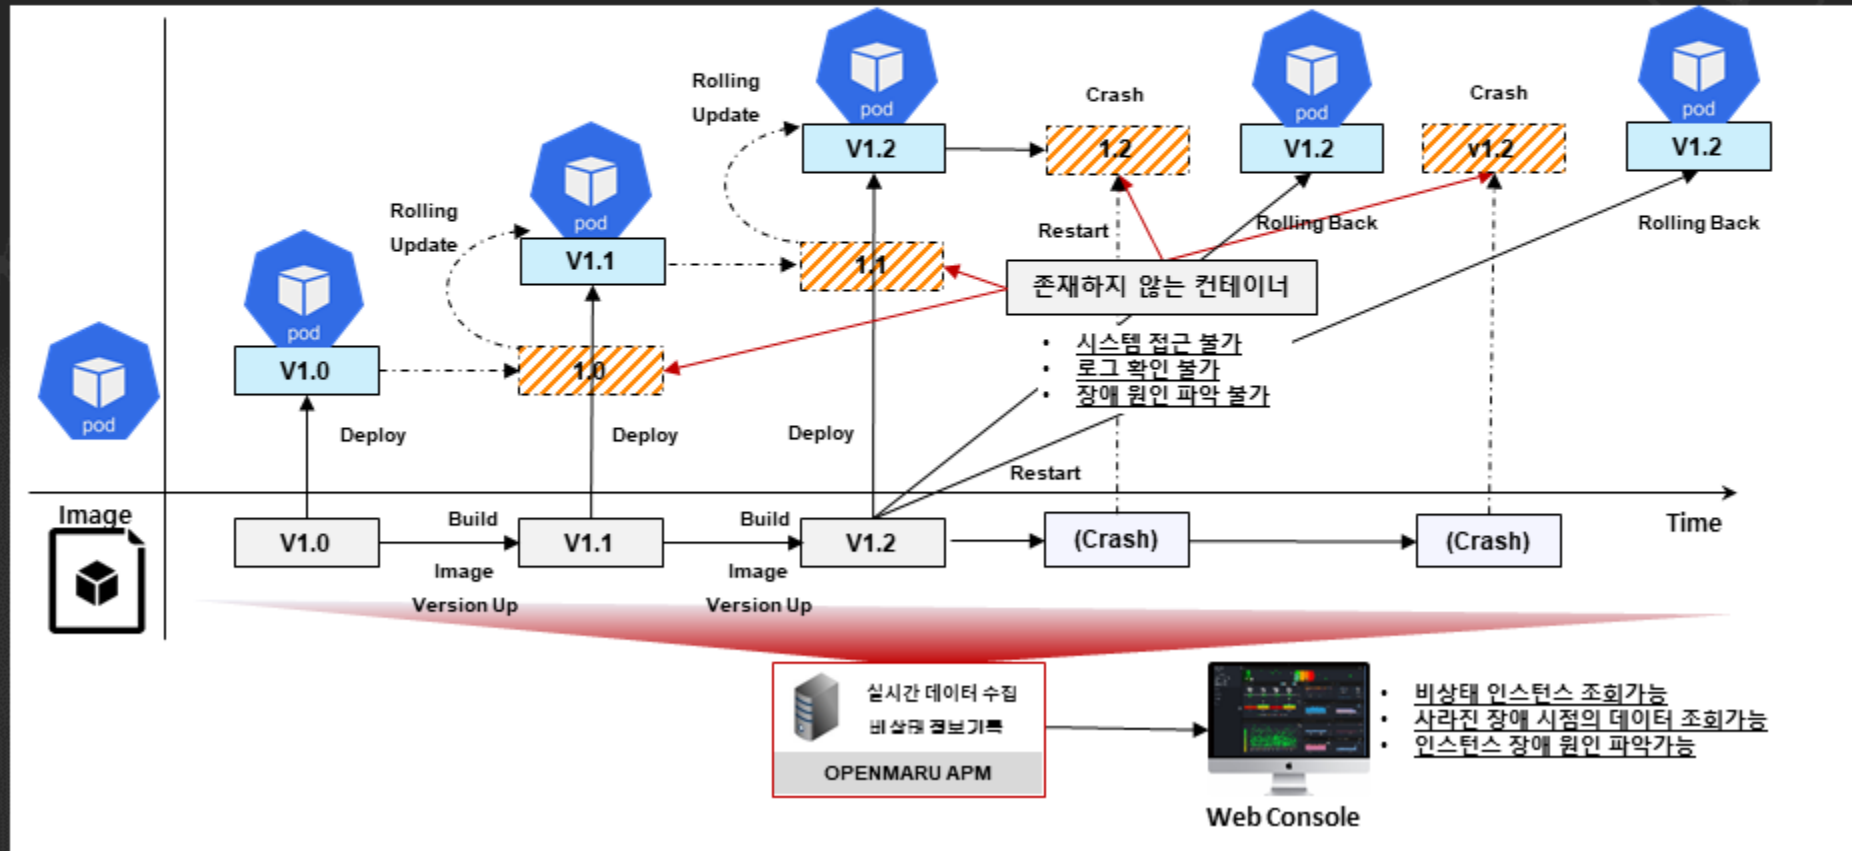 Rolling
Update
pod
V1.2
Crash
1.2
pod
V1.2
Crash
v1.2
pod
V1.2
Rolling
Update
pod
V1.1
1.1
Restart
Rolling Back
Rolling Back
존재하지 않는 컨테이너
pod
V1.0
1.0
• 시스템 접근 불가
• 로그 확인 불가
• 장애 원인 파악 불가
pod
Deploy
Deploy
Deploy
Restart
Image
V1.0
Build
Image
Version Up
V1.1
Build
Image
Version Up
V1.2
(Crash)
(Crash)
Time
실시간 데이터 수집
비상태 정보기록
OPENMARU APM
Web Console
• 비상태 인스턴스 조회가능
• 사라진 장애 시점의 데이터 조회가능
• 인스턴스 장애 원인 파악가능